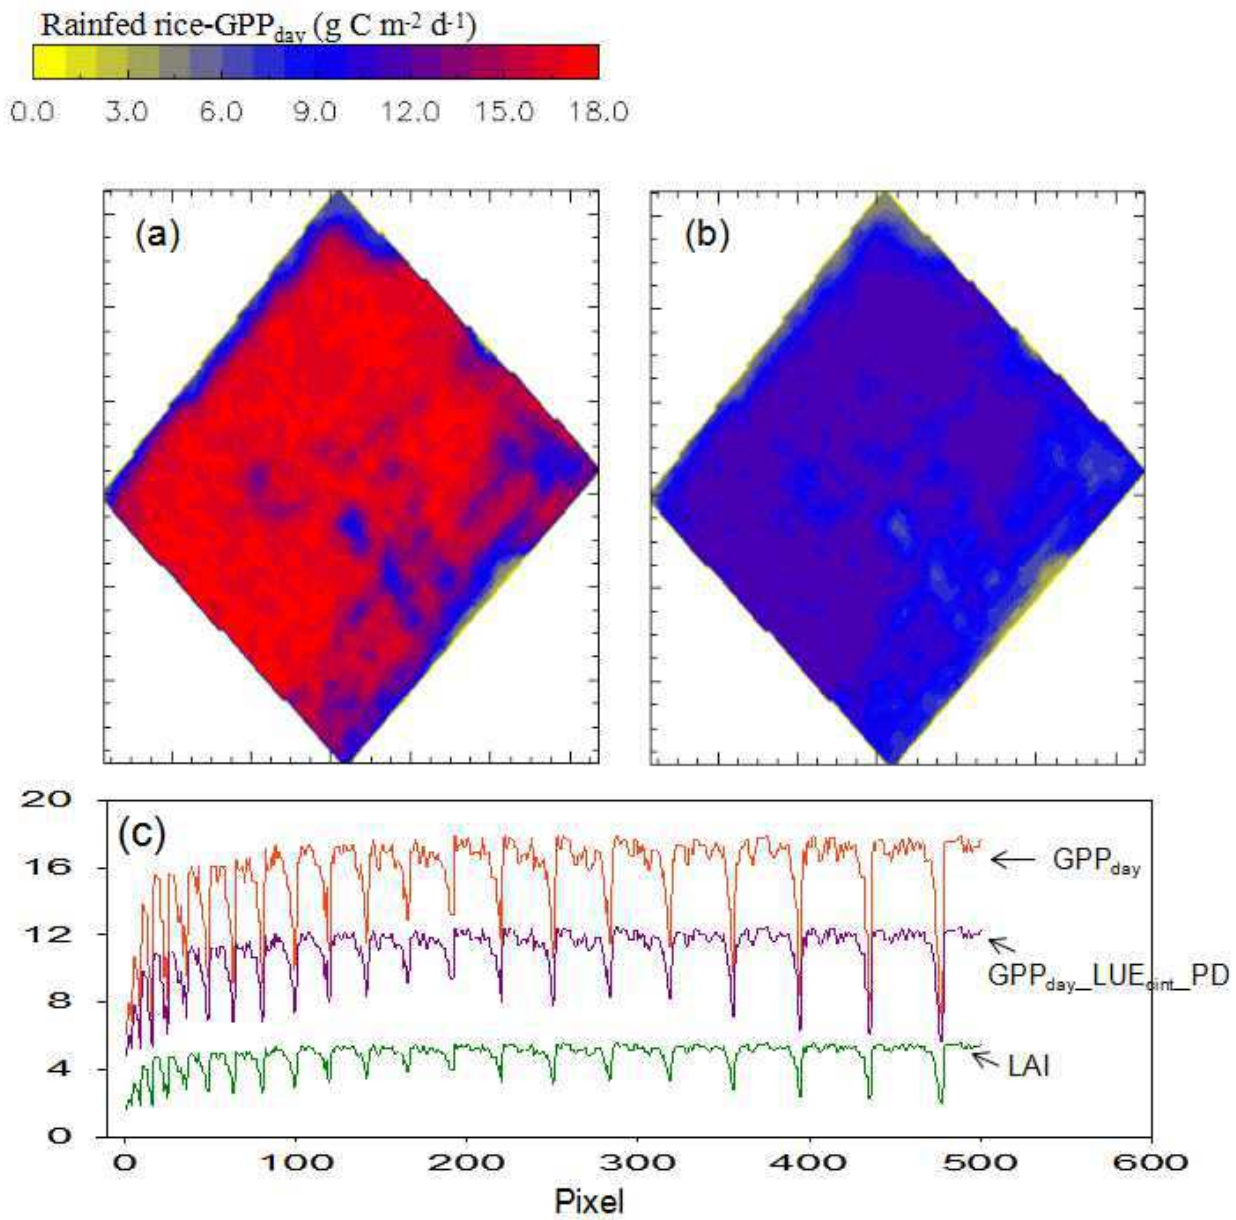 Rainfed rice-GPPday (g C m-2 d-1)
0.0 3.0 6.0 9.0 12.0 15.0 18.0
(a) (b)
20
(c)
16
GPPday
12
GPPday_LUEcint_PD
8
4
LAI
0
0 100 200 300 400 500 600
Pixel